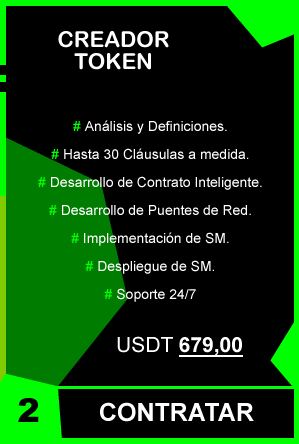 CREADOR
TOKEN
# Análisis y Definiciones.
# Hasta 30 Cláusulas a medida.
# Desarrollo de Contrato Inteligente.
# Desarrollo de Puentes de Red.
# Implementación de SM.
# Despliegue de SM.
# Soporte 24/7
USDT 679,00
2 CONTRATAR